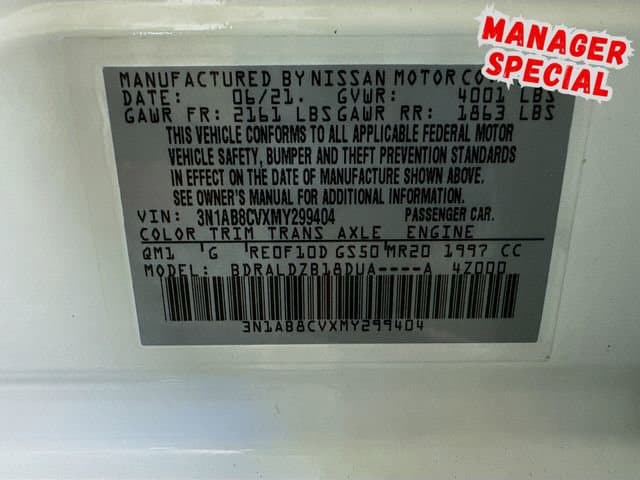 MANAGER
SPECIAL
MANUFACTURED BY NISSAN MOTOR CO
DATE: 06/21. GVWR: 4001 LBS
GAWR FR: 2161 LBS GAWR RR: 1863 LBS
THIS VEHICLE CONFORMS TO ALL APPLICABLE FEDERAL MOTOR
VEHICLE SAFETY, BUMPER AND THEFT PREVENTION STANDARDS
IN EFFECT ON THE DATE OF MANUFACTURE SHOWN ABOVE.
SEE OWNER'S MANUAL FOR ADDITIONAL INFORMATION.
VIN: 3N1AB8CVXMY299404 PASSENGER CAR.
COLOR TRIM TRANS AXLE ENGINE
QM1 G RE0F10D GS50 MR20 1997 CC
MODEL: BDRALDZB18DUA----A 4Z000
3N1AB8CVXMY299404